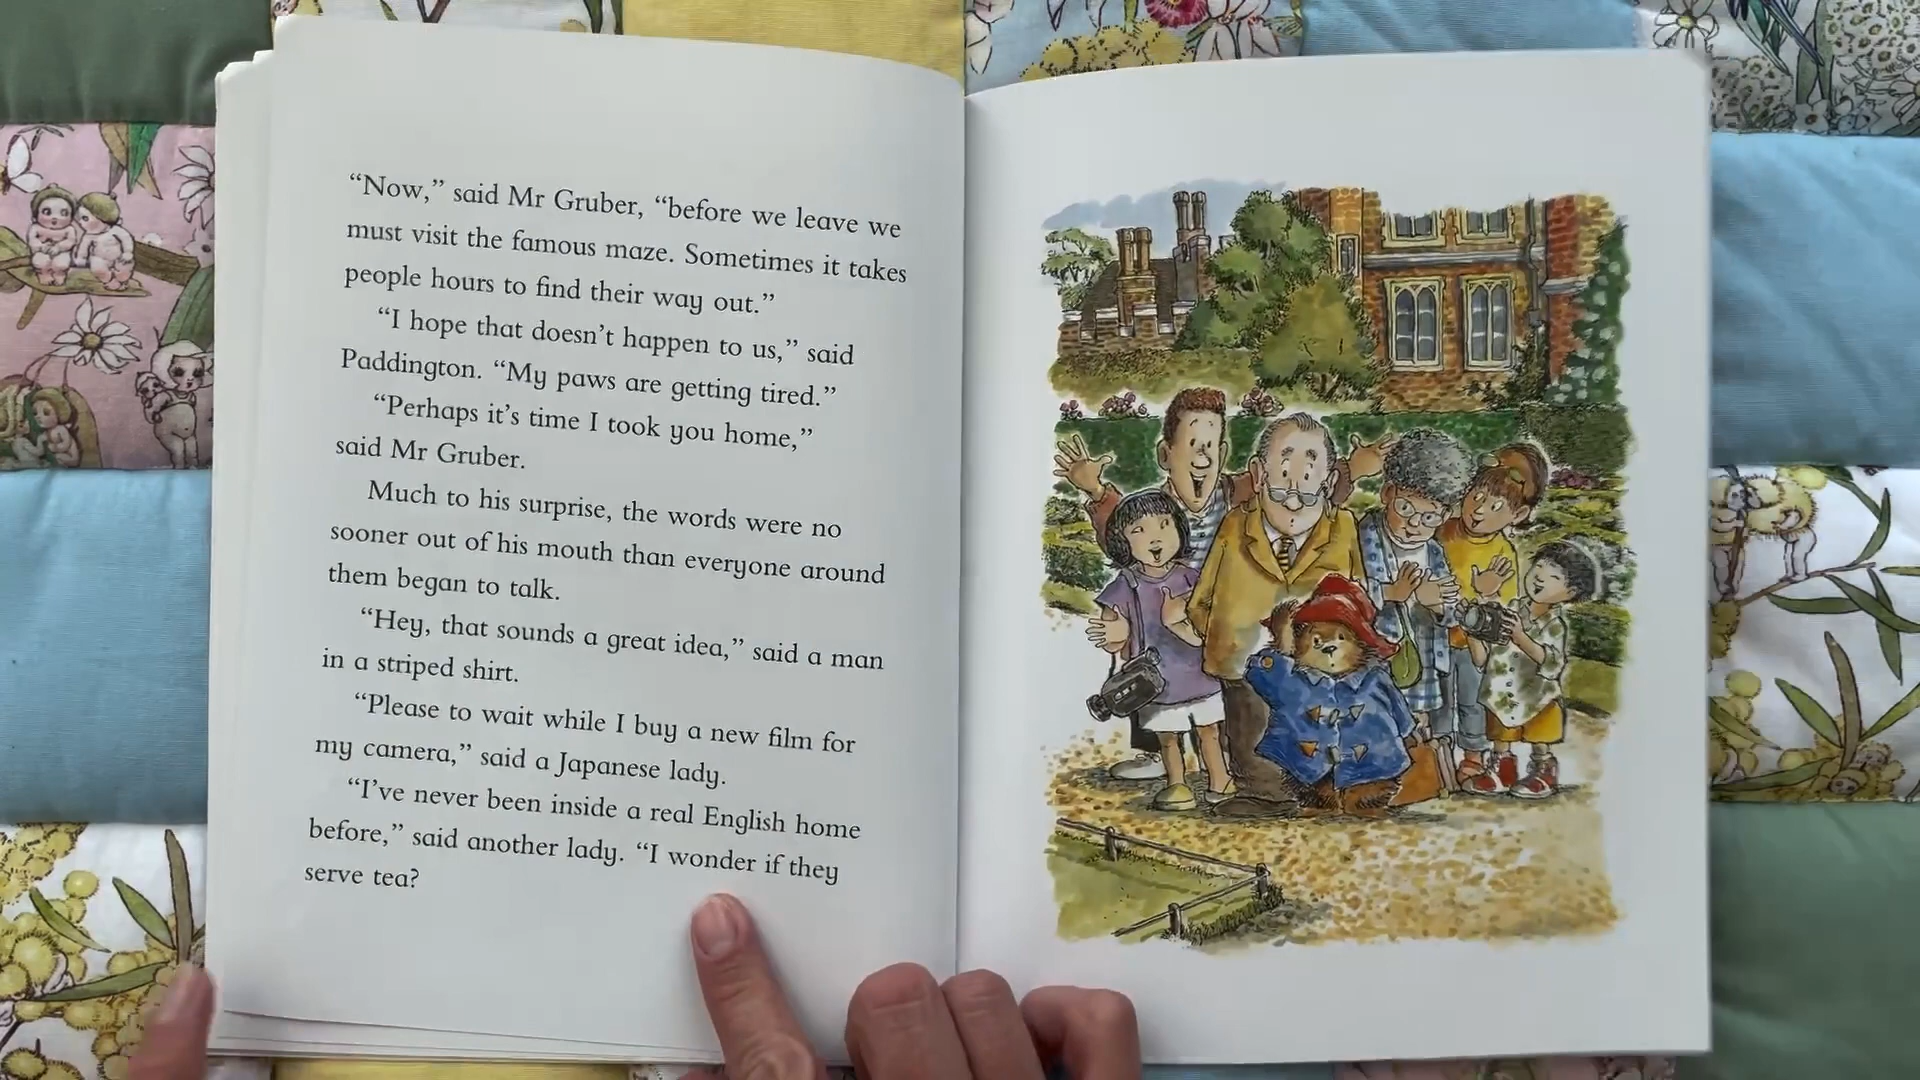 “Now,” said Mr Gruber, “before we leave we
must visit the famous maze. Sometimes it takes
people hours to find their way out.”
“I hope that doesn’t happen to us,” said
Paddington. “My paws are getting tired.”
“Perhaps it’s time I took you home,”
said Mr Gruber.
Much to his surprise, the words were no
sooner out of his mouth than everyone around
them began to talk.
“Hey, that sounds a great idea,” said a man
in a striped shirt.
“Please to wait while I buy a new film for
my camera,” said a Japanese lady.
“I’ve never been inside a real English home
before,” said another lady. “I wonder if they
serve tea?